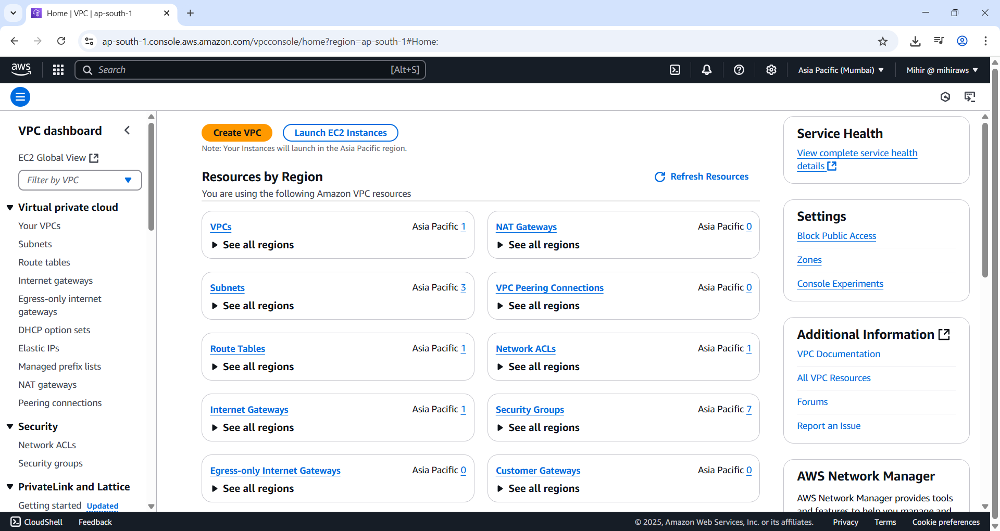 Home | VPC | ap-south-1
ap-south-1.console.aws.amazon.com/vpcconsole/home?region=ap-south-1#Home:
aws
Search
[Alt+S]
Asia Pacific (Mumbai)
Mihir @ mihiraws
VPC dashboard
EC2 Global View
Filter by VPC
Virtual private cloud
Your VPCs
Subnets
Route tables
Internet gateways
Egress-only internet
gateways
DHCP option sets
Elastic IPs
Managed prefix lists
NAT gateways
Peering connections
Security
Network ACLs
Security groups
PrivateLink and Lattice
Getting started Updated
Create VPC
Launch EC2 Instances
Note: Your Instances will launch in the Asia Pacific region.
Resources by Region
Refresh Resources
You are using the following Amazon VPC resources
VPCs
Asia Pacific 1
See all regions
NAT Gateways
Asia Pacific 0
See all regions
Subnets
Asia Pacific 3
See all regions
VPC Peering Connections
Asia Pacific 0
See all regions
Route Tables
Asia Pacific 1
See all regions
Network ACLs
Asia Pacific 1
See all regions
Internet Gateways
Asia Pacific 1
See all regions
Security Groups
Asia Pacific 7
See all regions
Egress-only Internet Gateways
Asia Pacific 0
See all regions
Customer Gateways
Asia Pacific 0
See all regions
Service Health
View complete service health
details
Settings
Block Public Access
Zones
Console Experiments
Additional Information
VPC Documentation
All VPC Resources
Forums
Report an Issue
AWS Network Manager
AWS Network Manager provides tools
and features to help you manage and
CloudShell
Feedback
© 2025, Amazon Web Services, Inc. or its affiliates.
Privacy
Terms
Cookie preferences